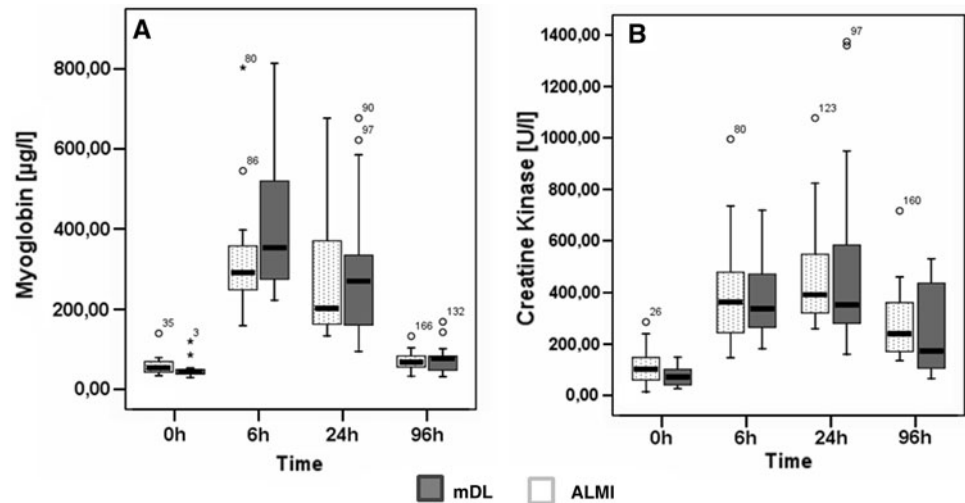 A
Myoglobin [µg/l]
800,00
600,00
400,00
200,00
0,00
80
86
90
97
35
3
166
132
0h
6h
24h
96h
Time
B
Creatine Kinase [U/l]
1400,00
1200,00
1000,00
800,00
600,00
400,00
200,00
0,00
97
123
80
160
26
0h
6h
24h
96h
Time
mDL
ALMI